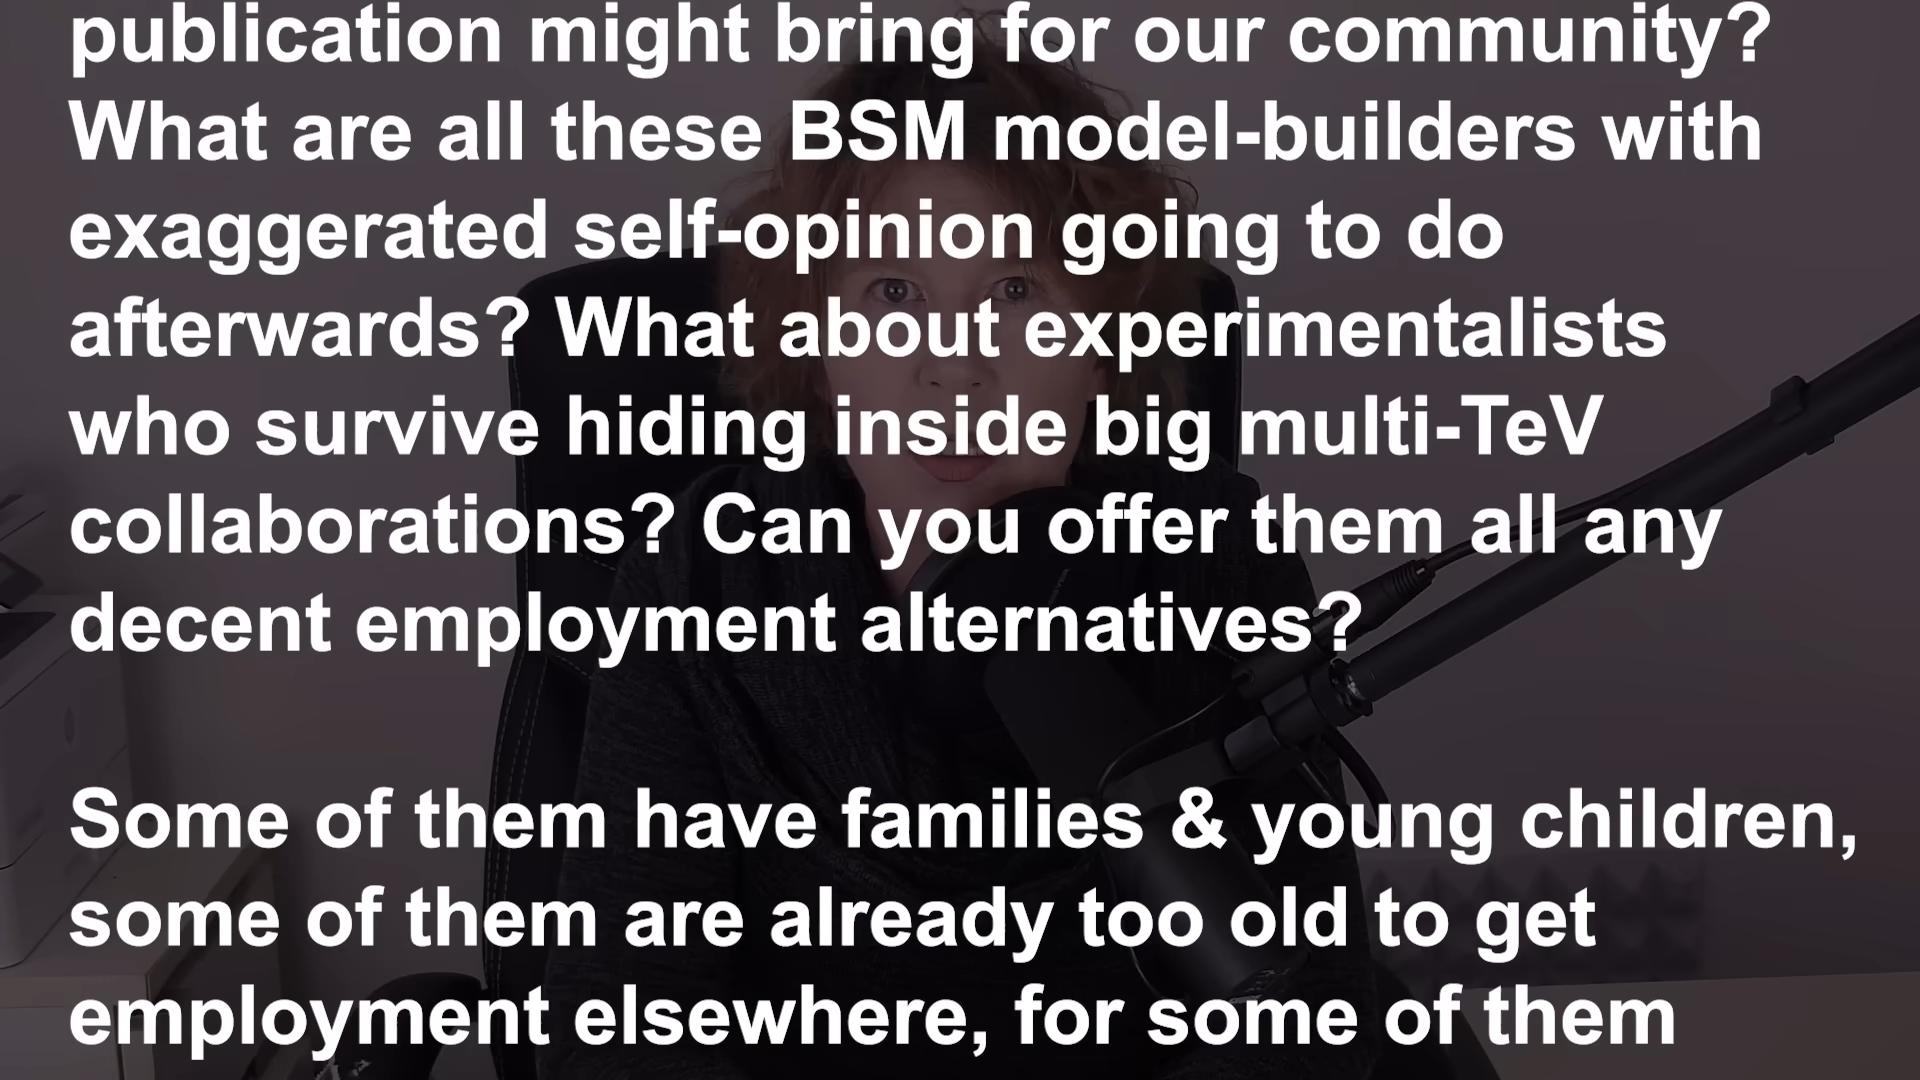 publication might bring for our community?
What are all these BSM model-builders with
exaggerated self-opinion going to do
afterwards? What about experimentalists
who survive hiding inside big multi-TeV
collaborations? Can you offer them all any
decent employment alternatives?
Some of them have families & young children,
some of them are already too old to get
employment elsewhere, for some of them